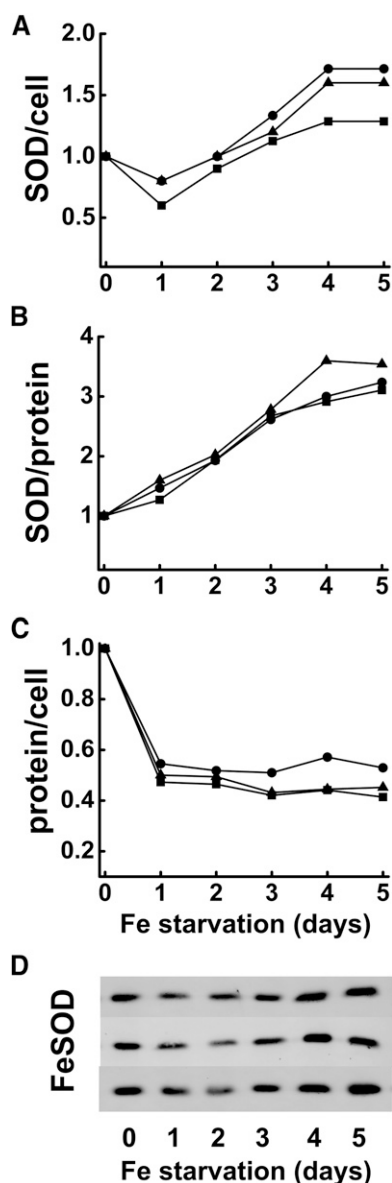 A
SOD/cell
2.0
1.5
1.0
0.5
0 1 2 3 4 5
B
SOD/protein
4
3
2
1
0 1 2 3 4 5
C
protein/cell
1.0
0.8
0.6
0.4
0.2
0 1 2 3 4 5
Fe starvation (days)
D
FeSOD
0 1 2 3 4 5
Fe starvation (days)